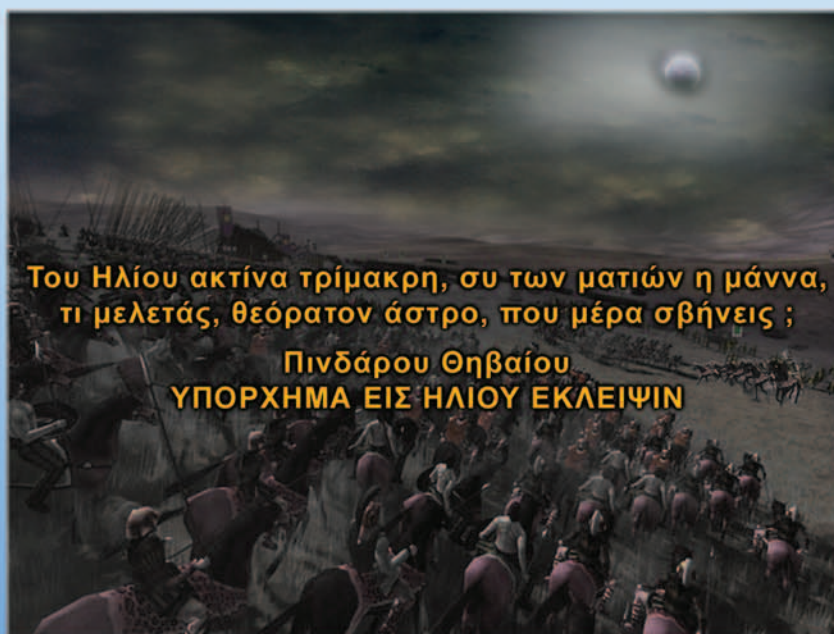 Του Ηλίου ακτίνα τρίμακρη, συ των ματιών η μάννα,
τι μελετάς, θεόρατον άστρο, που μέρα σβήνεις ;
Πινδάρου Θηβαίου
ΥΠΟΡΧΗΜΑ ΕΙΣ ΗΛΙΟΥ ΕΚΛΕΙΨΙΝ